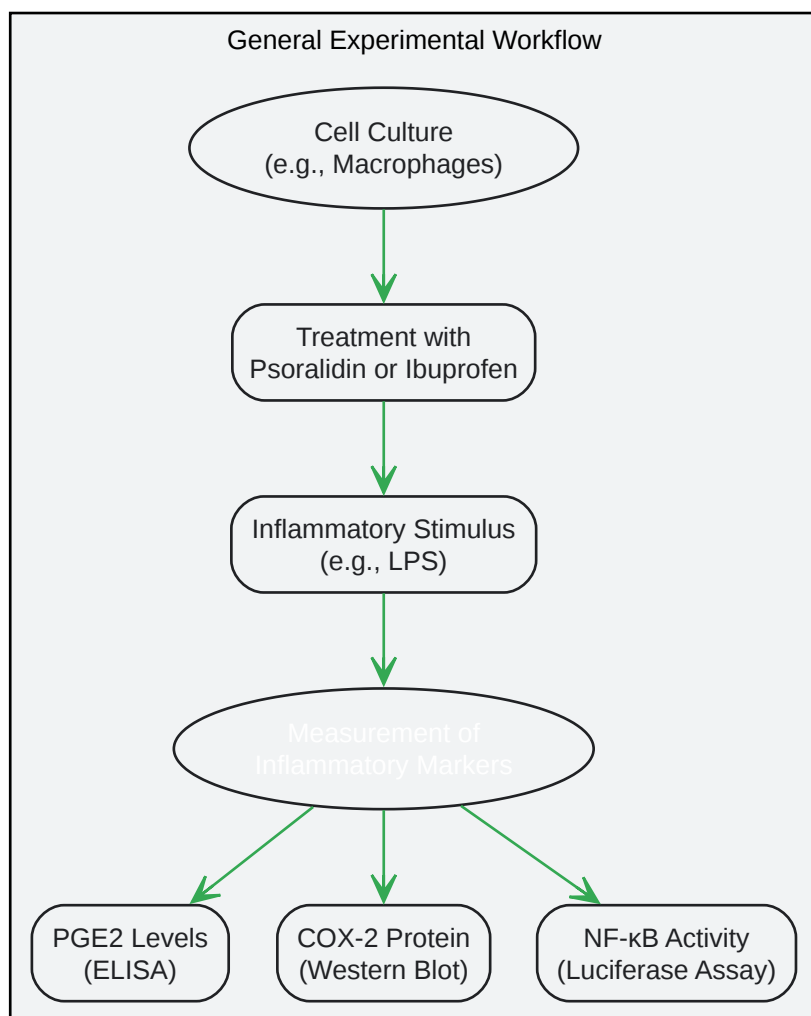 General Experimental Workflow
Cell Culture
(e.g., Macrophages)
Treatment with
Psoralidin or Ibuprofen
Inflammatory Stimulus
(e.g., LPS)
Measurement of
Inflammatory Markers
PGE2 Levels
(ELISA)
COX-2 Protein
(Western Blot)
NF-κB Activity
(Luciferase Assay)